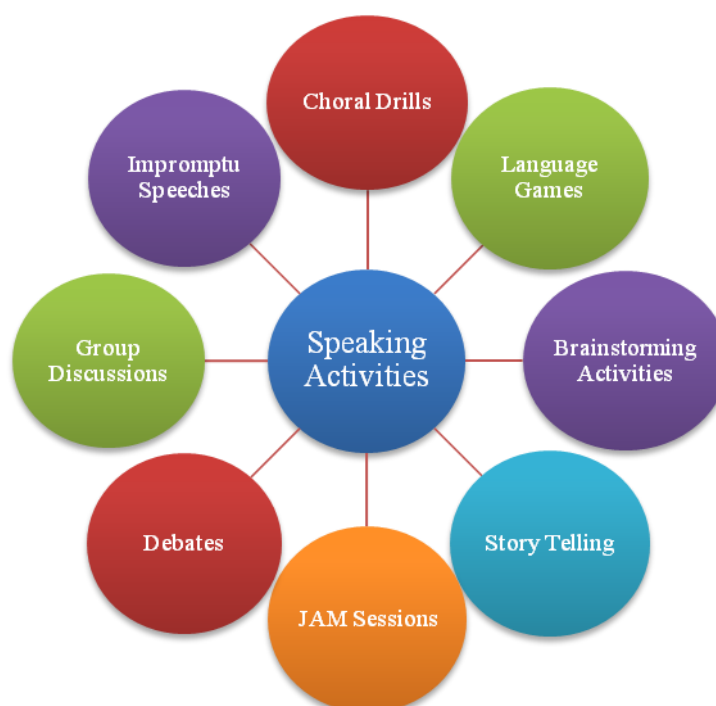 Choral Drills
Language
Games
Brainstorming
Activities
Story Telling
JAM Sessions
Debates
Group
Discussions
Impromptu
Speeches
Speaking
Activities